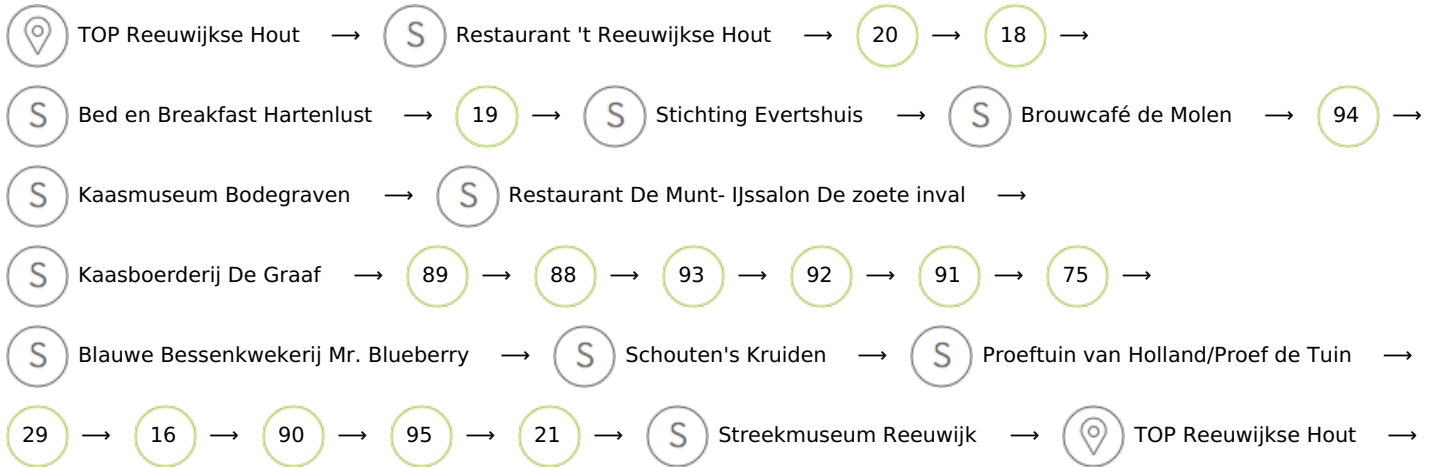 TOP Reeuwijkse Hout → S Restaurant 't Reeuwijkse Hout → 20 → 18 →
S Bed en Breakfast Hartenlust → 19 → S Stichting Evertshuis → S Brouwcafé de Molen → 94 →
S Kaasmuseum Bodegraven → S Restaurant De Munt- IJssalon De zoete inval →
S Kaasboerderij De Graaf → 89 → 88 → 93 → 92 → 91 → 75 →
S Blauwe Bessenkwekerij Mr. Blueberry → S Schouten's Kruiden → S Proeftuin van Holland/Proef de Tuin →
29 → 16 → 90 → 95 → 21 → S Streekmuseum Reeuwijk → TOP Reeuwijkse Hout →